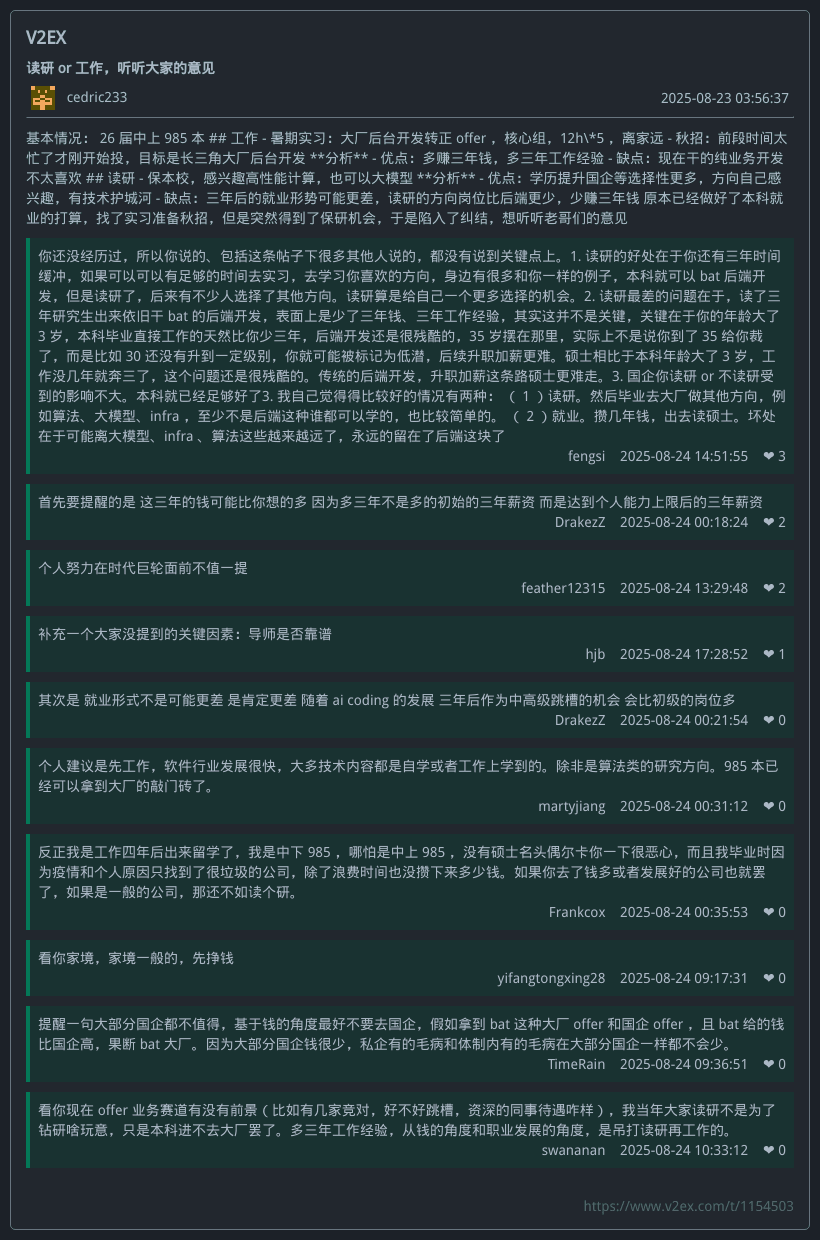 V2EX
读研 or 工作，听听大家的意见
cedric233 2025-08-23 03:56:37
基本情况： 26 届中上 985 本 ## 工作 - 暑期实习：大厂后台开发转正 offer ，核心组，12h\*5 ，离家远 - 秋招：前段时间太
忙了才刚开始投，目标是长三角大厂后台开发 **分析** - 优点：多赚三年钱，多三年工作经验 - 缺点：现在干的纯业务开发
不太喜欢 ## 读研 - 保本校，感兴趣高性能计算，也可以大模型 **分析** - 优点：学历提升国企等选择性更多，方向自己感
兴趣，有技术护城河 - 缺点：三年后的就业形势可能更差，读研的方向岗位比后端更少，少赚三年钱 原本已经做好了本科就
业的打算，找了实习准备秋招，但是突然得到了保研机会，于是陷入了纠结，想听听老哥们的意见
你还没经历过，所以你说的、包括这条帖子下很多其他人说的，都没有说到关键点上。1. 读研的好处在于你还有三年时间
缓冲，如果可以可以有足够的时间去实习，去学习你喜欢的方向，身边有很多和你一样的例子，本科就可以 bat 后端开
发，但是读研了，后来有不少人选择了其他方向。读研算是给自己一个更多选择的机会。2. 读研最差的问题在于，读了三
年研究生出来依旧干 bat 的后端开发，表面上是少了三年钱、三年工作经验，其实这并不是关键，关键在于你的年龄大了
3 岁，本科毕业直接工作的天然比你少三年，后端开发还是很残酷的，35 岁摆在那里，实际上不是说你到了 35 给你裁
了，而是比如 30 还没有升到一定级别，你就可能被标记为低潜，后续升职加薪更难。硕士相比于本科年龄大了 3 岁，工
作没几年就奔三了，这个问题还是很残酷的。传统的后端开发，升职加薪这条路硕士更难走。3. 国企你读研 or 不读研受
到的影响不大。本科就已经足够好了3. 我自己觉得得比较好的情况有两种： （ 1 ）读研。然后毕业去大厂做其他方向，例
如算法、大模型、infra ，至少不是后端这种谁都可以学的，也比较简单的。 （ 2 ）就业。攒几年钱，出去读硕士。坏处
在于可能离大模型、infra 、算法这些越来越远了，永远的留在了后端这块了
fengsi 2025-08-24 14:51:55 ❤ 3
首先要提醒的是 这三年的钱可能比你想的多 因为多三年不是多的初始的三年薪资 而是达到个人能力上限后的三年薪资
DrakezZ 2025-08-24 00:18:24 ❤ 2
个人努力在时代巨轮面前不值一提
feather12315 2025-08-24 13:29:48 ❤ 2
补充一个大家没提到的关键因素：导师是否靠谱
hjb 2025-08-24 17:28:52 ❤ 1
其次是 就业形式不是可能更差 是肯定更差 随着 ai coding 的发展 三年后作为中高级跳槽的机会 会比初级的岗位多
DrakezZ 2025-08-24 00:21:54 ❤ 0
个人建议是先工作，软件行业发展很快，大多技术内容都是自学或者工作上学到的。除非是算法类的研究方向。985 本已
经可以拿到大厂的敲门砖了。
martyjiang 2025-08-24 00:31:12 ❤ 0
反正我是工作四年后出来留学了，我是中下 985 ，哪怕是中上 985 ，没有硕士名头偶尔卡你一下很恶心，而且我毕业时因
为疫情和个人原因只找到了很垃圾的公司，除了浪费时间也没攒下来多少钱。如果你去了钱多或者发展好的公司也就罢
了，如果是一般的公司，那还不如读个研。
Frankcox 2025-08-24 00:35:53 ❤ 0
看你家境，家境一般的，先挣钱
yifangtongxing28 2025-08-24 09:17:31 ❤ 0
提醒一句大部分国企都不值得，基于钱的角度最好不要去国企，假如拿到 bat 这种大厂 offer 和国企 offer ，且 bat 给的钱
比国企高，果断 bat 大厂。因为大部分国企钱很少，私企有的毛病和体制内有的毛病在大部分国企一样都不会少。
TimeRain 2025-08-24 09:36:51 ❤ 0
看你现在 offer 业务赛道有没有前景（比如有几家竞对，好不好跳槽，资深的同事待遇咋样），我当年大家读研不是为了
钻研啥玩意，只是本科进不去大厂罢了。多三年工作经验，从钱的角度和职业发展的角度，是吊打读研再工作的。
swananan 2025-08-24 10:33:12 ❤ 0
https://www.v2ex.com/t/1154503